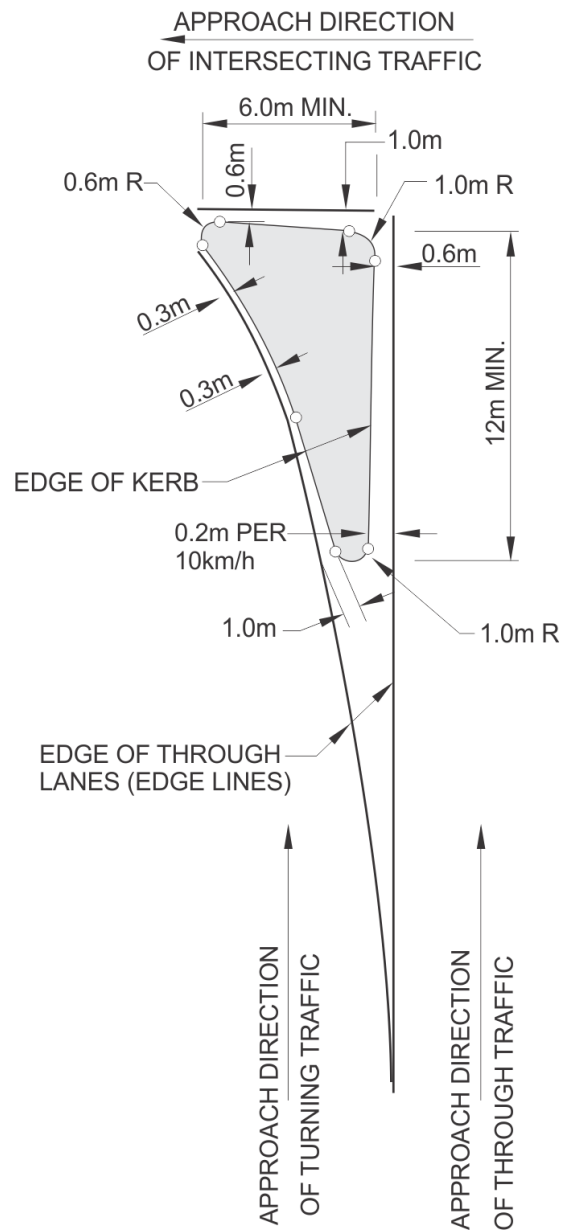 APPROACH DIRECTION
OF INTERSECTING TRAFFIC
6.0m MIN.
0.6m
1.0m
0.6m R
1.0m R
0.6m
0.3m
0.3m
12m MIN.
EDGE OF KERB
0.2m PER
10km/h
1.0m
1.0m R
EDGE OF THROUGH
LANES (EDGE LINES)
APPROACH DIRECTION
OF TURNING TRAFFIC
APPROACH DIRECTION
OF THROUGH TRAFFIC